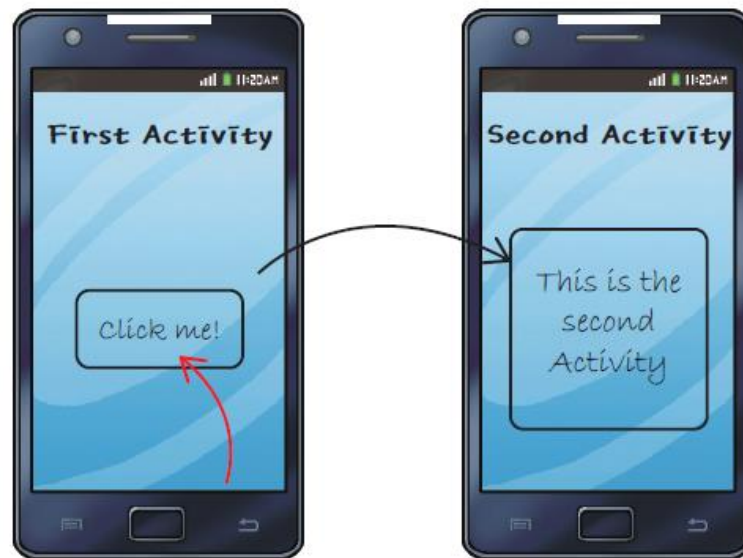 11:20AM
First Activity
Click me!
11:20AM
Second Activity
This is the
second
Activity